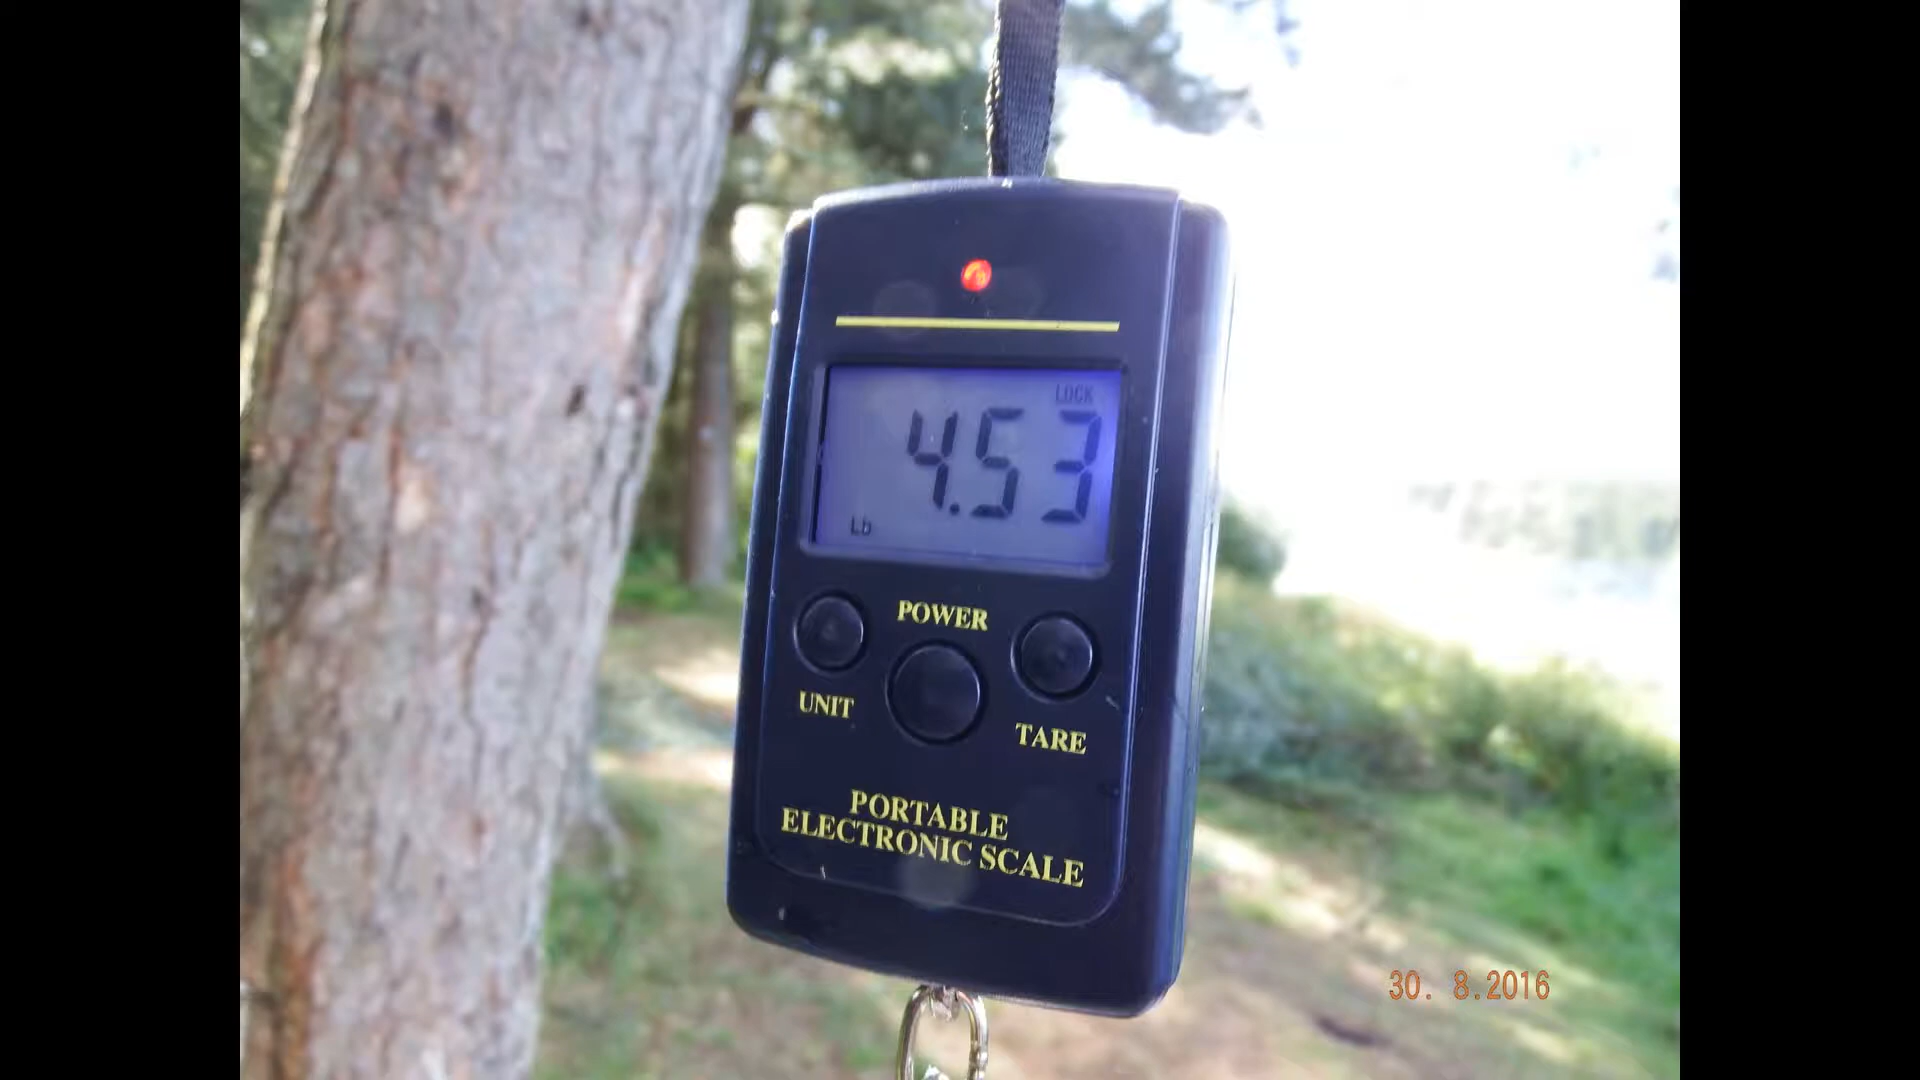 LOCK
4.53
Lb
POWER
UNIT
TARE
PORTABLE
ELECTRONIC SCALE
30. 8.2016